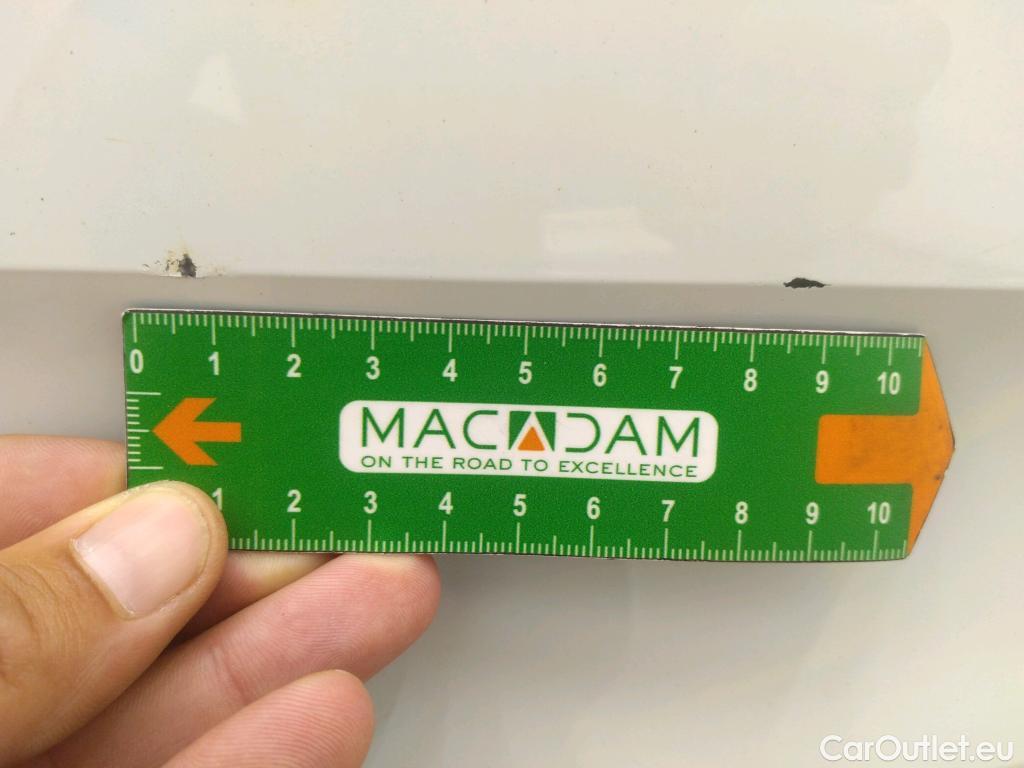 0 1 2 3 4 5 6 7 8 9 10
MACADAM
ON THE ROAD TO EXCELLENCE
1 2 3 4 5 6 7 8 9 10
CarOutlet.eu